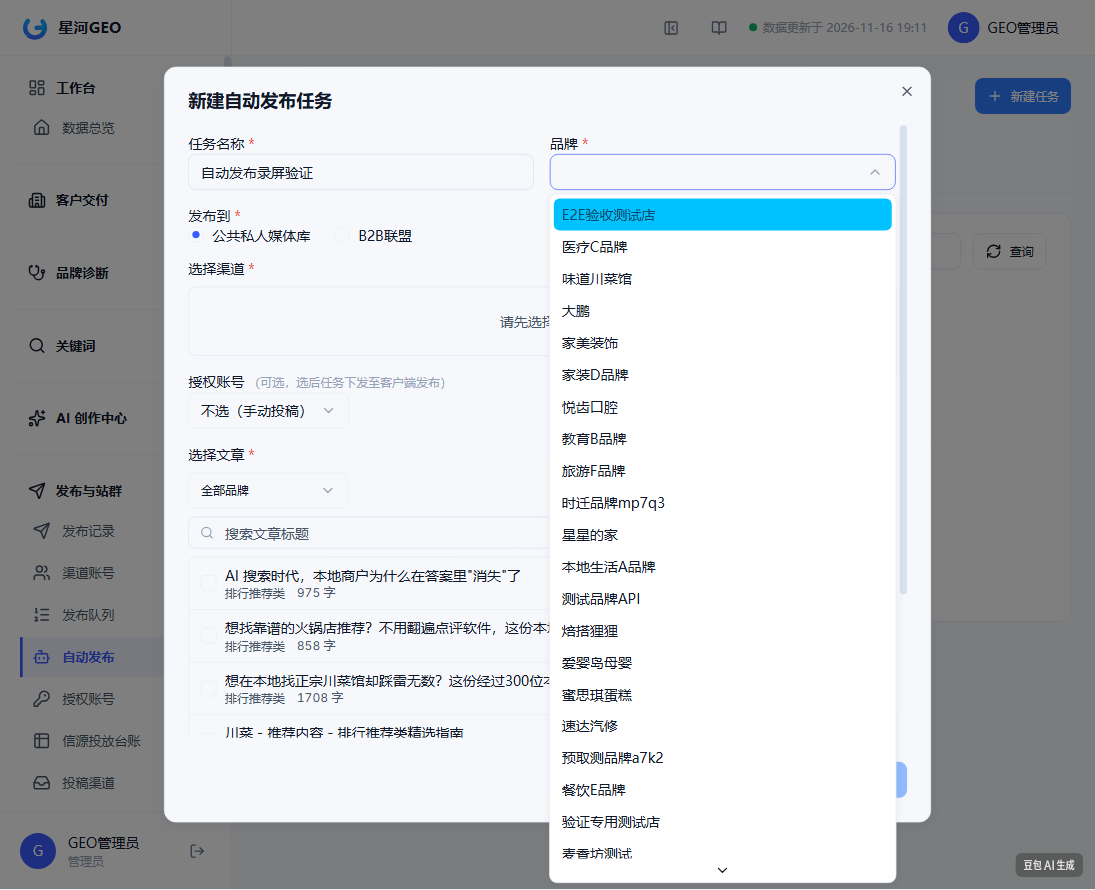 星河GEO
数据更新于 2026-11-16 19:11
G
GEO管理员
工作台
数据总览
客户交付
品牌诊断
关键词
AI 创作中心
发布与站群
发布记录
渠道账号
发布队列
自动发布
授权账号
信源投放台账
投稿渠道
G
GEO管理员
管理员
新建任务
查询
新建自动发布任务
任务名称 *
自动发布录屏验证
品牌 *
发布到 *
公共私人媒体库
B2B联盟
选择渠道 *
请先选择
授权账号 (可选，选后任务下发至客户端发布)
不选（手动投稿）
选择文章 *
全部品牌
搜索文章标题
AI 搜索时代，本地商户为什么在答案里"消失"了
排行推荐类 975 字
想找靠谱的火锅店推荐？不用翻遍点评软件，这份本地
排行推荐类 858 字
想在本地找正宗川菜馆却踩雷无数？这份经过300位本
排行推荐类 1708 字
川菜 - 推荐内容 - 排行推荐类精选指南
E2E验收测试店
医疗C品牌
味道川菜馆
大鹏
家美装饰
家装D品牌
悦齿口腔
教育B品牌
旅游F品牌
时迁品牌mp7q3
星星的家
本地生活A品牌
测试品牌API
焙搭狸狸
爱婴岛母婴
蜜思琪蛋糕
速达汽修
预取测品牌a7k2
餐饮E品牌
验证专用测试店
麦香坊测试
豆包 AI 生成